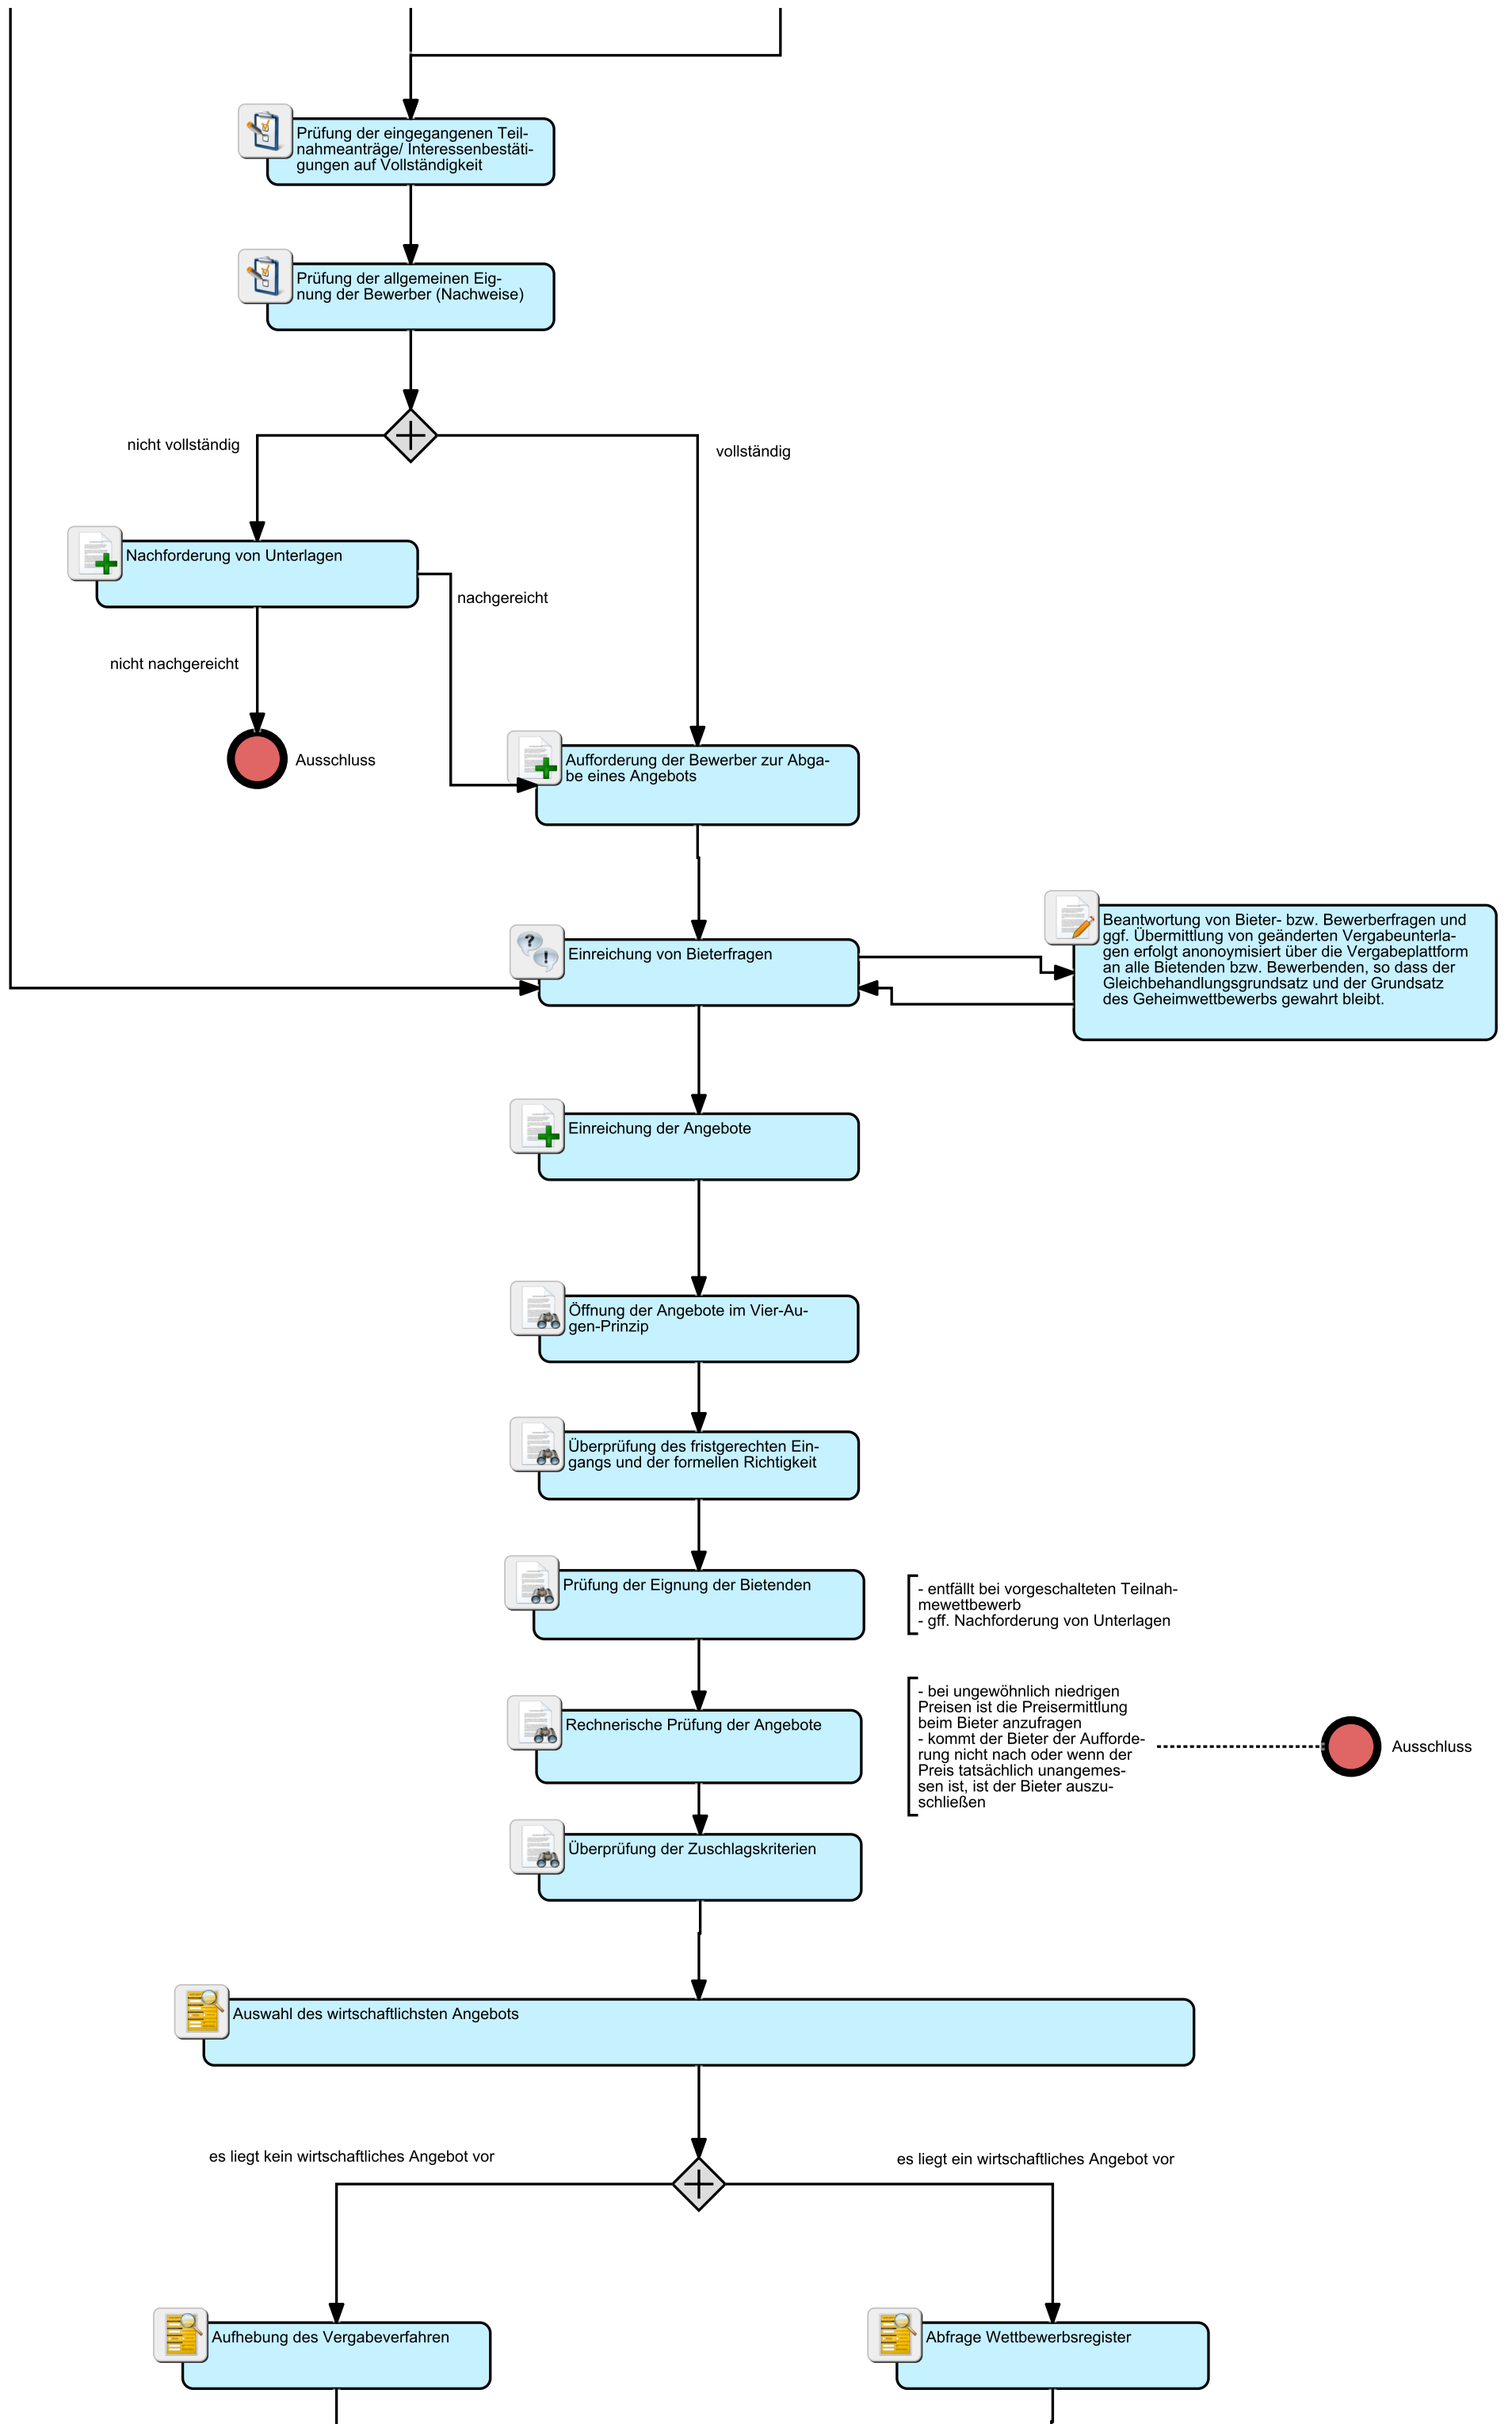 Prüfung der eingegangenen Teil-
nahmeanträge/ Interessenbestäti-
gungen auf Vollständigkeit
Prüfung der allgemeinen Eig-
nung der Bewerber (Nachweise)
nicht vollständig
vollständig
Nachforderung von Unterlagen
nachgereicht
nicht nachgereicht
Ausschluss
Aufforderung der Bewerber zur Abga-
be eines Angebots
Einreichung von Bieterfragen
Beantwortung von Bieter- bzw. Bewerberfragen und
ggf. Übermittlung von geänderten Vergabeunterla-
gen erfolgt anonoymisiert über die Vergabeplattform
an alle Bietenden bzw. Bewerbenden, so dass der
Gleichbehandlungsgrundsatz und der Grundsatz
des Geheimwettbewerbs gewahrt bleibt.
Einreichung der Angebote
Öffnung der Angebote im Vier-Au-
gen-Prinzip
Überprüfung des fristgerechten Ein-
gangs und der formellen Richtigkeit
Prüfung der Eignung der Bietenden
- entfällt bei vorgeschalteten Teilnah-
mewettbewerb
- gff. Nachforderung von Unterlagen
Rechnerische Prüfung der Angebote
- bei ungewöhnlich niedrigen
Preisen ist die Preisermittlung
beim Bieter anzufragen
- kommt der Bieter der Aufforde-
rung nicht nach oder wenn der
Preis tatsächlich unangemes-
sen ist, ist der Bieter auszu-
schließen
Ausschluss
Überprüfung der Zuschlagskriterien
Auswahl des wirtschaftlichsten Angebots
es liegt kein wirtschaftliches Angebot vor
es liegt ein wirtschaftliches Angebot vor
Aufhebung des Vergabeverfahren
Abfrage Wettbewerbsregister